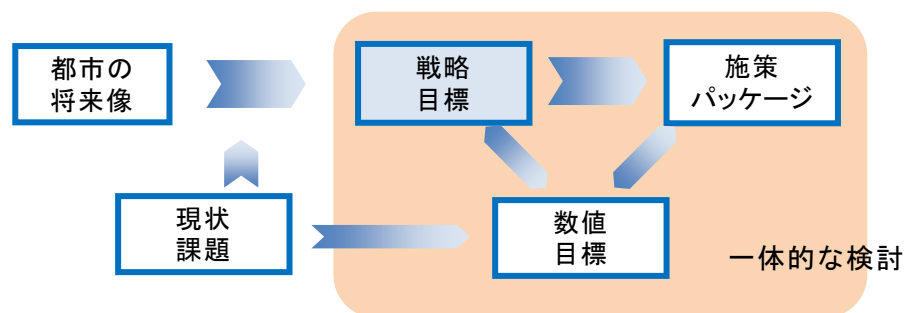 都市の
将来像
戦略
目標
施策
パッケージ
現状
課題
数値
目標
一体的な検討